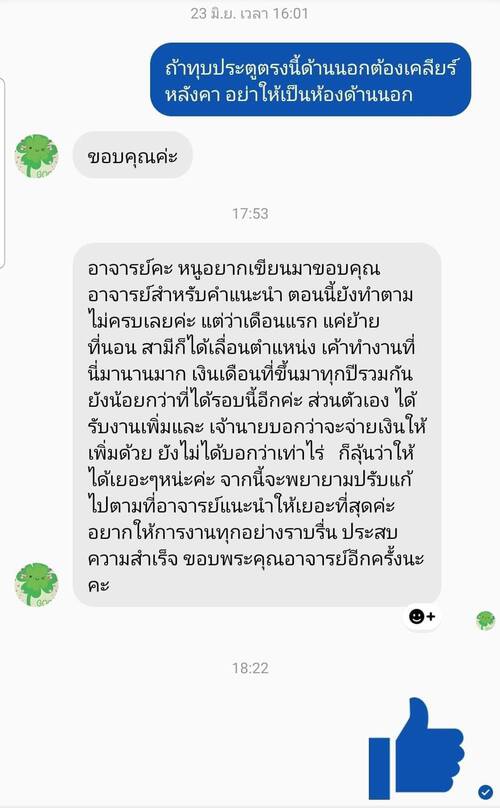 23 มิ.ย. เวลา 16:01
ถ้าทุบประตูตรงนี้ด้านนอกต้องเคลียร์
หลังคา อย่าให้เป็นห้องด้านนอก
ขอบคุณค่ะ
17:53
อาจารย์คะ หนูอยากเขียนมาขอบคุณ
อาจารย์สำหรับคำแนะนำ ตอนนี้ยังทำตาม
ไม่ครบเลยค่ะ แต่ว่าเดือนแรก แค่ย้าย
ที่นอน สามีก็ได้เลื่อนตำแหน่ง เค้าทำงานที่
นี่มานานมาก เงินเดือนที่ขึ้นมาทุกปีรวมกัน
ยังน้อยกว่าที่ได้รอบนี้อีกค่ะ ส่วนตัวเอง ได้
รับงานเพิ่มและ เจ้านายบอกว่าจะจ่ายเงินให้
เพิ่มด้วย ยังไม่ได้บอกว่าเท่าไร่ ก็ลุ้นว่าให้
ได้เยอะๆหน่ะค่ะ จากนี้จะพยายามปรับแก้
ไปตามที่อาจารย์แนะนำให้เยอะที่สุดค่ะ
อยากให้การงานทุกอย่างราบรื่น ประสบ
ความสำเร็จ ขอบพระคุณอาจารย์อีกครั้งนะ
คะ
18:22